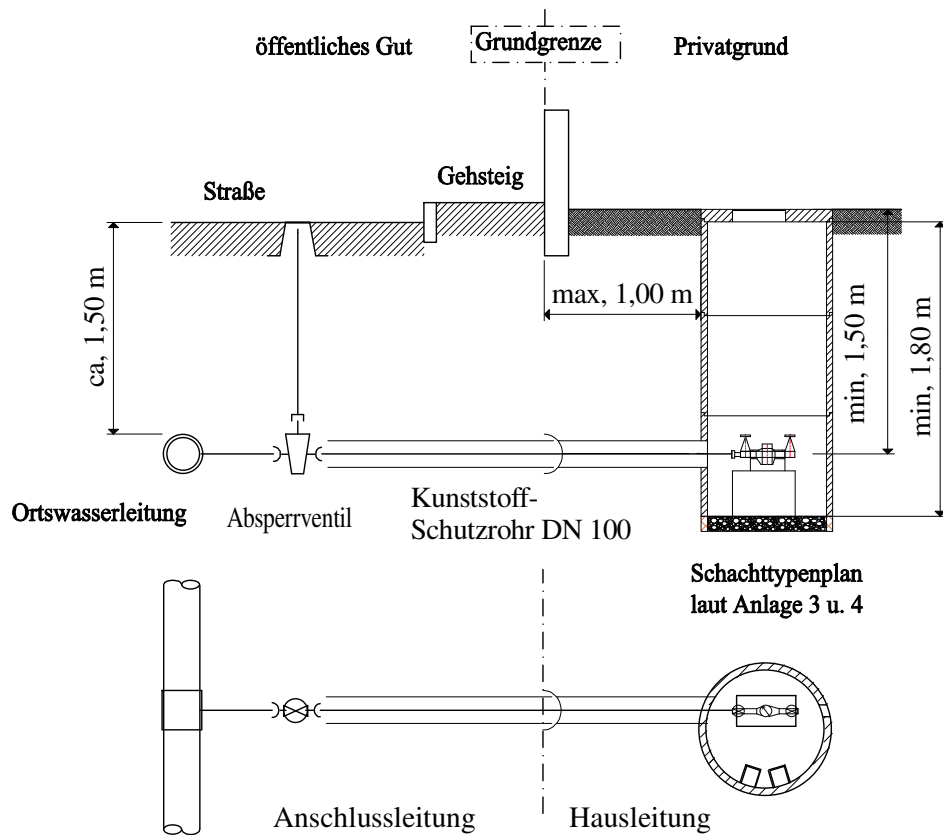 öffentliches Gut
Grundgrenze
Privatgrund
Straße
Gehsteig
ca, 1,50 m
max, 1,00 m
min, 1,50 m
min, 1,80 m
Ortswasserleitung
Absperrventil
Kunststoff-
Schutzrohr DN 100
Schachttypenplan
laut Anlage 3 u. 4
Anschlussleitung
Hausleitung